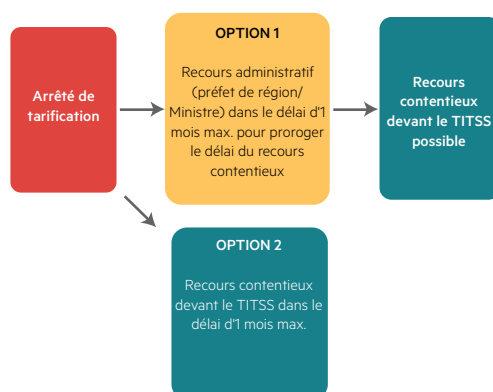 Arrêté de
tarification
OPTION 1
Recours administratif
(préfet de région/
Ministre) dans le délai d'1
mois max. pour proroger
le délai du recours
contentieux
Recours
contentieux
devant le TITSS
possible
OPTION 2
Recours contentieux
devant le TITSS dans le
délai d'1 mois max.